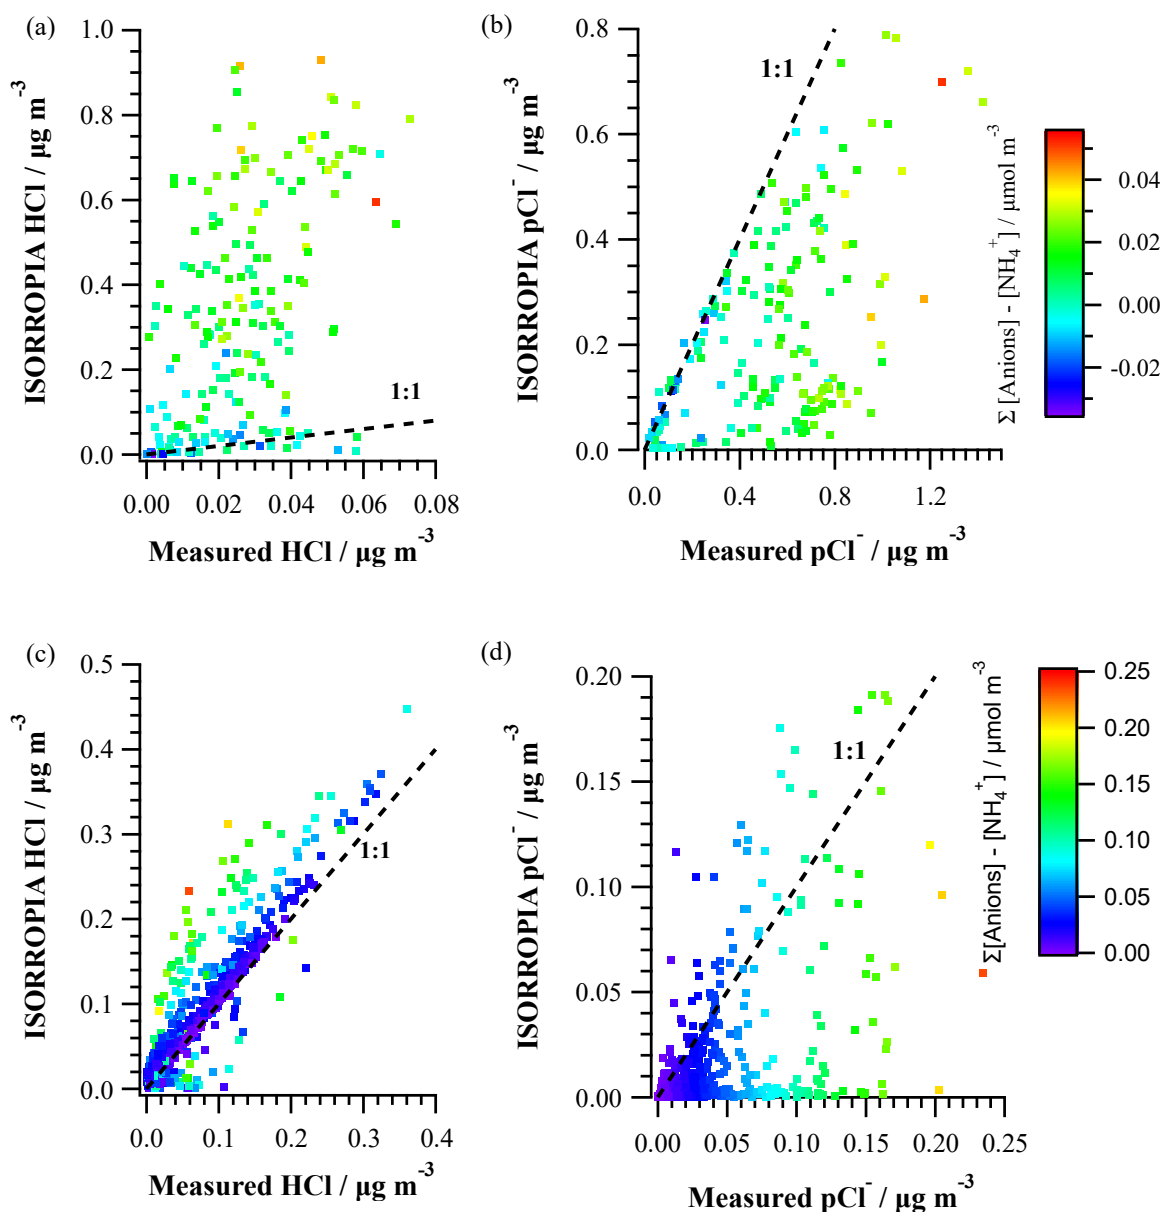 (a)
1.0
0.8
0.6
0.4
0.2
0.0
ISORROPIA HCl / µg m⁻³
1:1
0.00 0.02 0.04 0.06 0.08
Measured HCl / µg m⁻³
(b)
0.8
0.6
0.4
0.2
0.0
ISORROPIA pCl⁻ / µg m⁻³
1:1
0.0 0.4 0.8 1.2
Measured pCl⁻ / µg m⁻³
Σ [Anions] - [NH₄⁺] / µmol m⁻³
0.04
0.02
0.00
-0.02
(c)
0.5
0.4
0.3
0.2
0.1
0.0
ISORROPIA HCl / µg m⁻³
1:1
0.0 0.1 0.2 0.3 0.4
Measured HCl / µg m⁻³
(d)
0.20
0.15
0.10
0.05
0.00
ISORROPIA pCl⁻ / µg m⁻³
1:1
0.00 0.05 0.10 0.15 0.20 0.25
Measured pCl⁻ / µg m⁻³
Σ[Anions] - [NH₄⁺] / µmol m⁻³
0.25
0.20
0.15
0.10
0.05
0.00